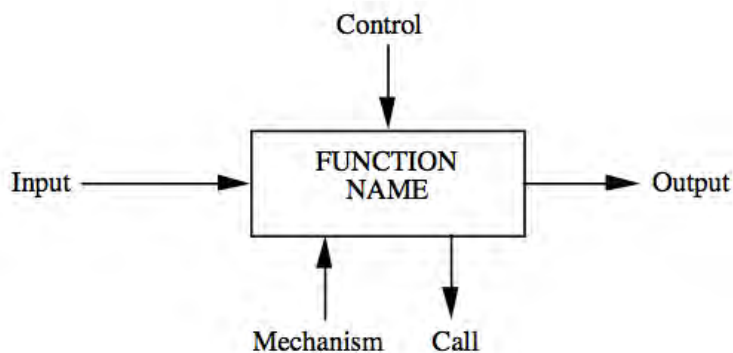 Control
FUNCTION
NAME
Input
Output
Mechanism
Call